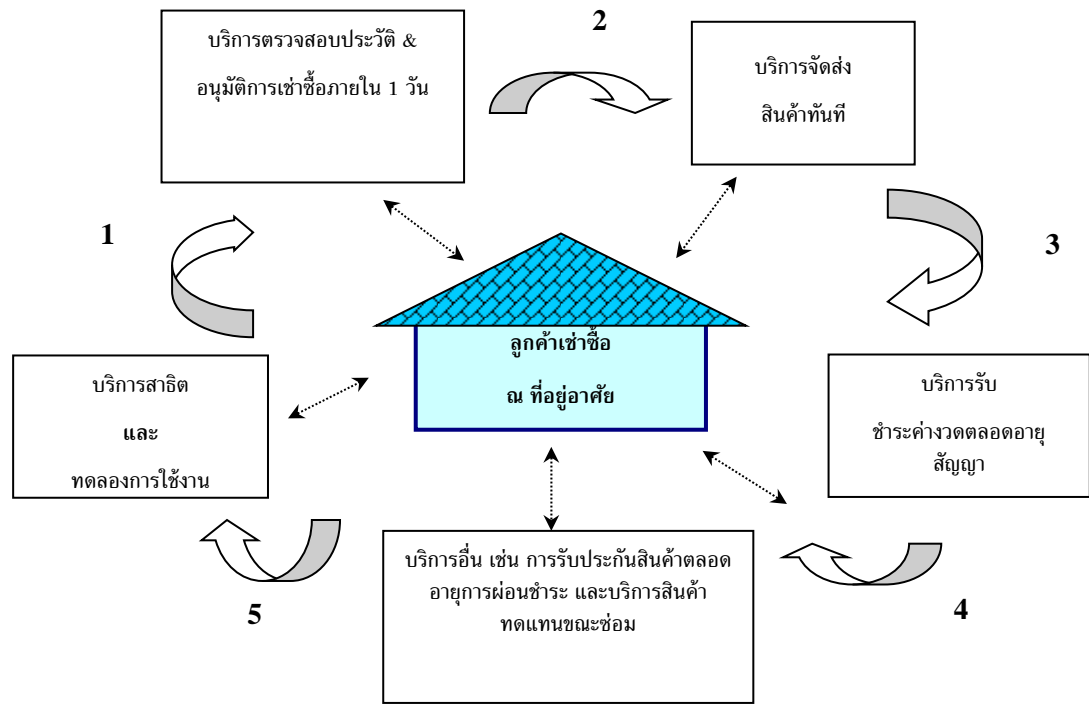 บริการตรวจสอบประวัติ &
อนุมัติการเช่าซื้อภายใน 1 วัน
2
บริการจัดส่ง
สินค้าทันที
1
3
ลูกค้าเช่าซื้อ
ณ ที่อยู่อาศัย
บริการสาธิต
และ
ทดลองการใช้งาน
บริการรับ
ชำระค่างวดตลอดอายุ
สัญญา
บริการอื่น เช่น การรับประกันสินค้าตลอด
อายุการผ่อนชำระ และบริการสินค้า
ทดแทนขณะซ่อม
5
4